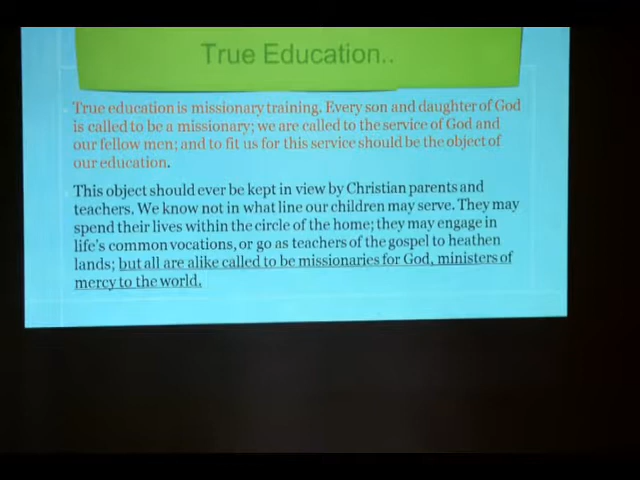 True Education..
True education is missionary training. Every son and daughter of God
is called to be a missionary; we are called to the service of God and
our fellow men; and to fit us for this service should be the object of
our education.
This object should ever be kept in view by Christian parents and
teachers. We know not in what line our children may serve. They may
spend their lives within the circle of the home; they may engage in
life's common vocations, or go as teachers of the gospel to heathen
lands; but all are alike called to be missionaries for God, ministers of
mercy to the world.